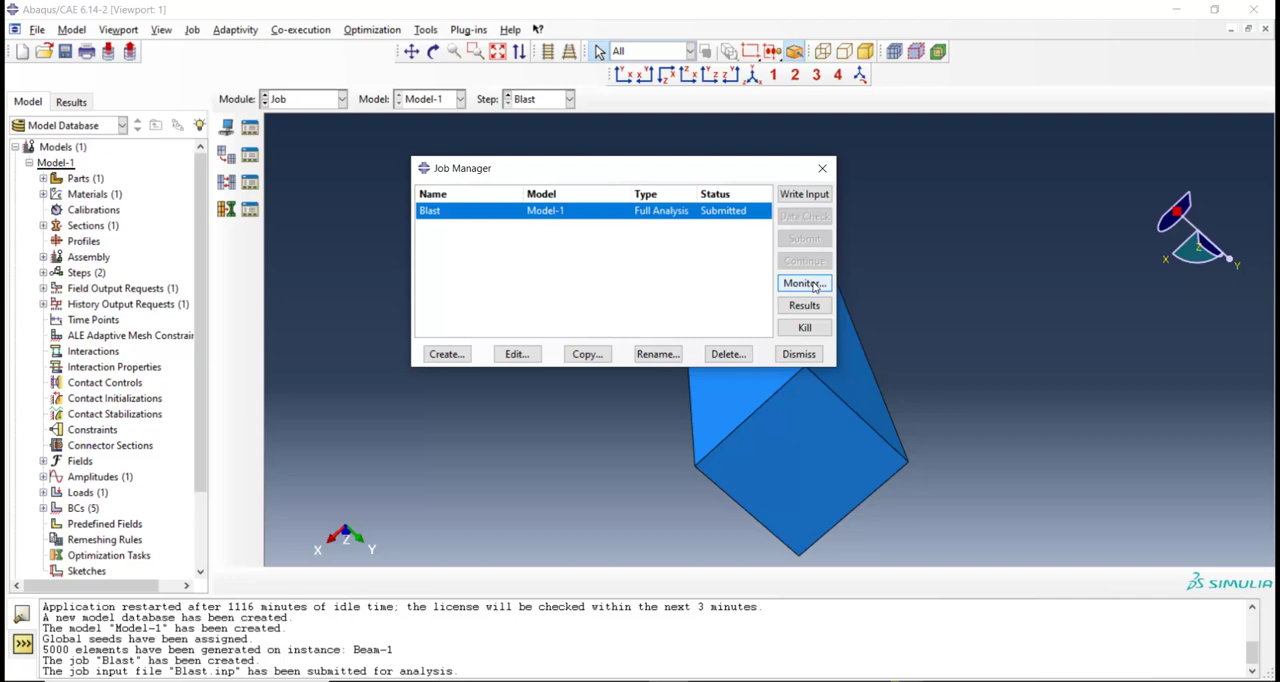 Abaqus/CAE 6.14-2 [Viewport: 1]
File Model Viewport View Job Adaptivity Co-execution Optimization Tools Plug-ins Help
All
1 2 3 4
Model Results Module: Job Model: Model-1 Step: Blast
Model Database
Models (1)
Model-1
Parts (1)
Materials (1)
Calibrations
Sections (1)
Profiles
Assembly
Steps (2)
Field Output Requests (1)
History Output Requests (1)
Time Points
ALE Adaptive Mesh Constrair
Interactions
Interaction Properties
Contact Controls
Contact Initializations
Contact Stabilizations
Constraints
Connector Sections
Fields
Amplitudes (1)
Loads (1)
BCs (5)
Predefined Fields
Remeshing Rules
Optimization Tasks
Sketches
Job Manager
Name Model Type Status
Blast Model-1 Full Analysis Submitted
Write Input
Data Check
Submit
Continue
Monitor...
Results
Kill
Create... Edit... Copy... Rename... Delete... Dismiss
X Z Y
X Z Y
SIMULIA
Application restarted after 1116 minutes of idle time; the license will be checked within the next 3 minutes.
A new model database has been created.
The model "Model-1" has been created.
Global seeds have been assigned.
5000 elements have been generated on instance: Beam-1
The job "Blast" has been created.
The job input file "Blast.inp" has been submitted for analysis.